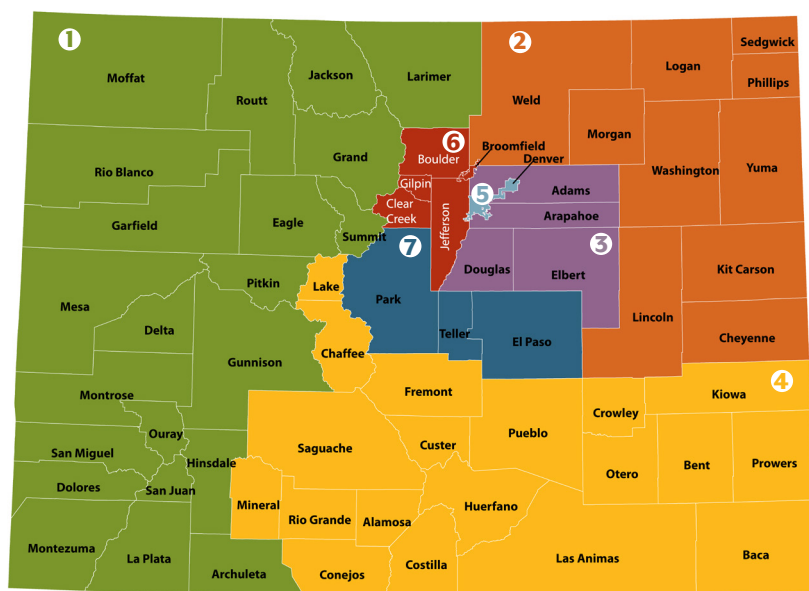 1
2
Sedgwick
Moffat
Jackson
Larimer
Logan
Phillips
Routt
Weld
Morgan
6
Broomfield
Boulder
Denver
Grand
Rio Blanco
Washington
Yuma
Gilpin
5
Adams
Clear
Creek
Garfield
Eagle
Summit
Jefferson
Arapahoe
7
3
Pitkin
Lake
Douglas
Elbert
Kit Carson
Mesa
Park
Delta
Teller
El Paso
Lincoln
Cheyenne
Gunnison
Chaffee
Montrose
Fremont
4
Kiowa
Crowley
Ouray
San Miguel
Hinsdale
Saguache
Custer
Pueblo
Otero
Bent
Prowers
Dolores
San Juan
Mineral
Rio Grande
Alamosa
Huerfano
Montezuma
La Plata
Archuleta
Conejos
Costilla
Las Animas
Baca